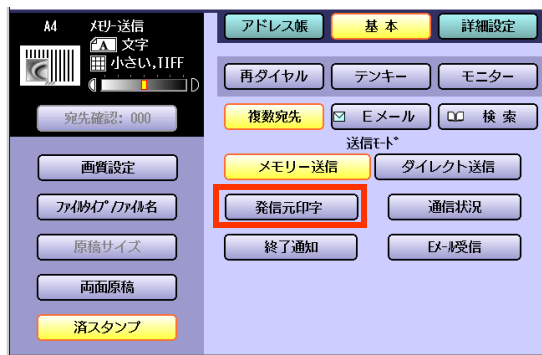 A4 ﾒﾓﾘｰ送信
A 文字
小さい,TIFF
D
宛先確認: 000
画質設定
ﾌｧｲﾙﾀｲﾌﾟ/ﾌｧｲﾙ名
原稿サイズ
両面原稿
済スタンプ
アドレス帳 基本 詳細設定
再ダイヤル テンキー モニター
複数宛先 Eメール 検索
送信ﾓｰﾄﾞ
メモリー送信 ダイレクト送信
発信元印字 通信状況
終了通知 Eﾒｰﾙ受信